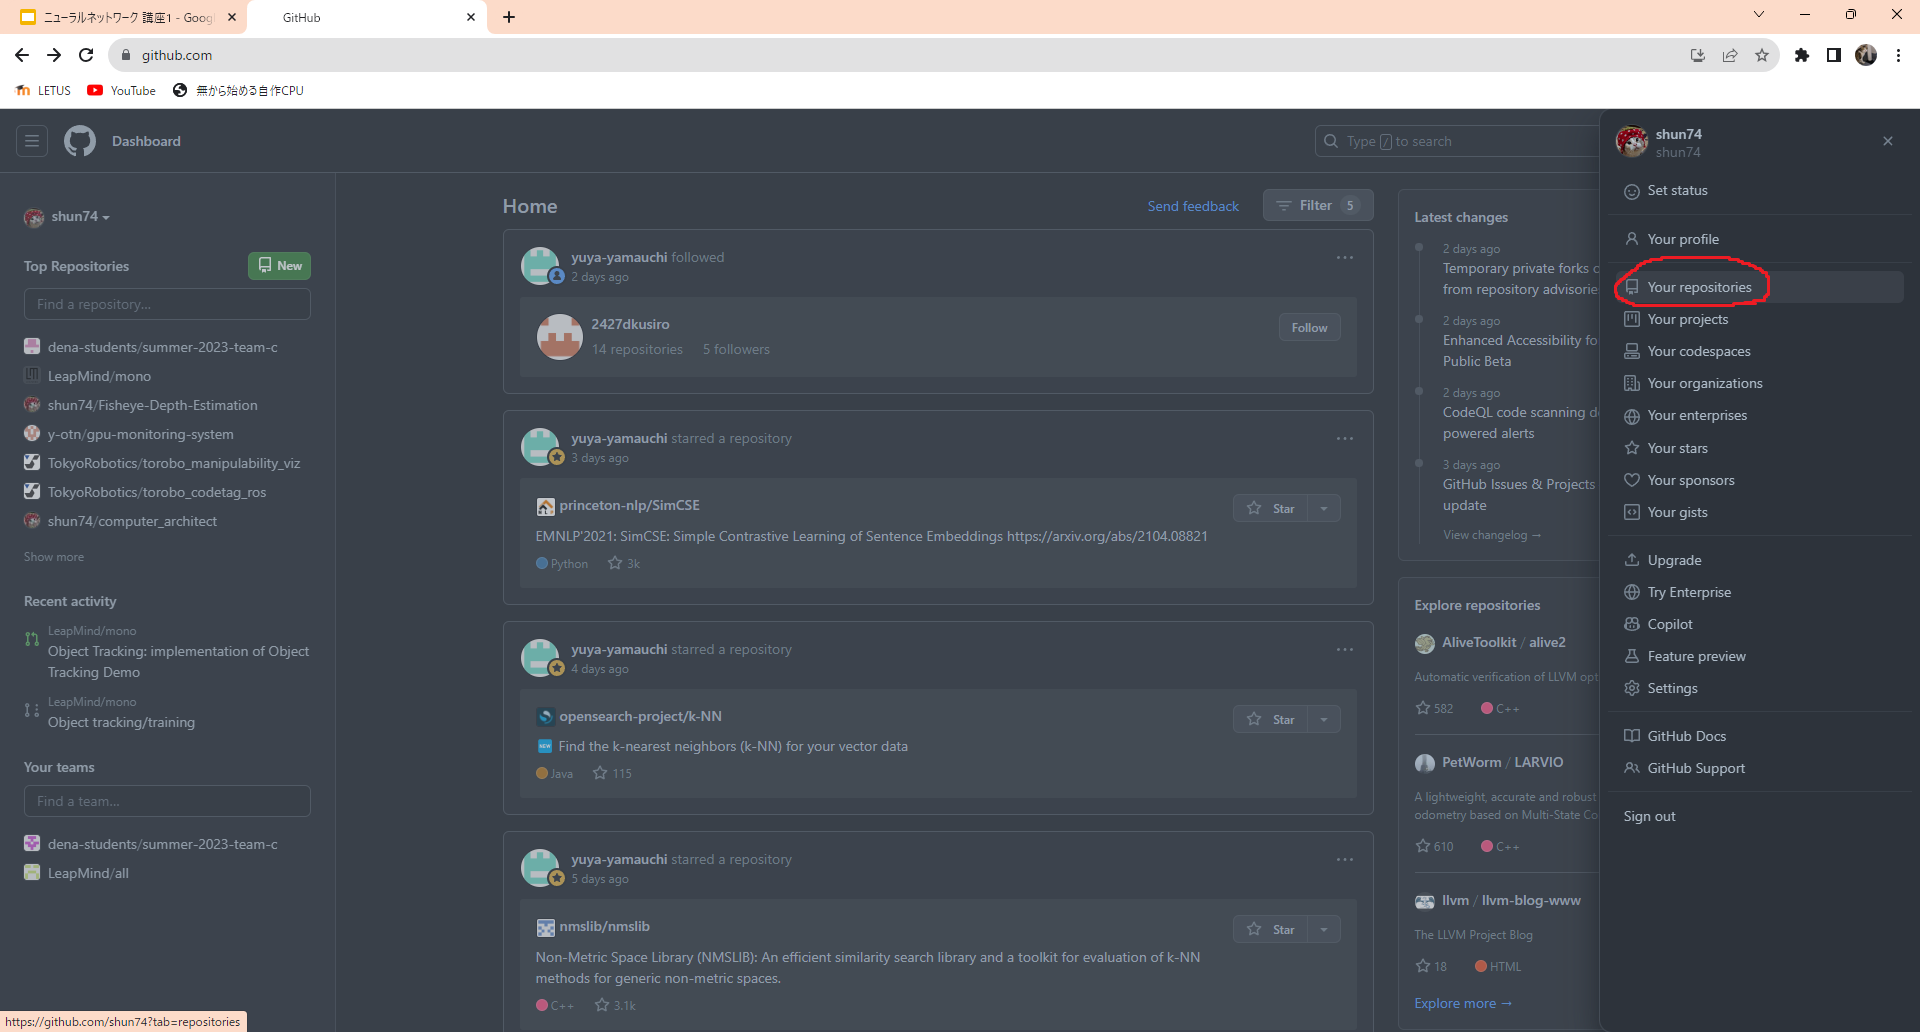 ニューラルネットワーク 講座1 - Goog
GitHub
github.com
LETUS
YouTube
無から始める自作CPU
Dashboard
Type / to search
shun74
Top Repositories
New
Find a repository...
dena-students/summer-2023-team-c
LeapMind/mono
shun74/Fisheye-Depth-Estimation
y-otn/gpu-monitoring-system
TokyoRobotics/torobo_manipulability_viz
TokyoRobotics/torobo_codetag_ros
shun74/computer_architect
Show more
Recent activity
LeapMind/mono
Object Tracking: implementation of Object
Tracking Demo
LeapMind/mono
Object tracking/training
Your teams
Find a team...
dena-students/summer-2023-team-c
LeapMind/all
https://github.com/shun74?tab=repositories
Home
Send feedback
Filter 5
yuya-yamauchi followed
2 days ago
2427dkusiro
14 repositories 5 followers
Follow
yuya-yamauchi starred a repository
3 days ago
princeton-nlp/SimCSE
Star
EMNLP'2021: SimCSE: Simple Contrastive Learning of Sentence Embeddings https://arxiv.org/abs/2104.08821
Python 3k
yuya-yamauchi starred a repository
4 days ago
opensearch-project/k-NN
Star
NEW Find the k-nearest neighbors (k-NN) for your vector data
Java 115
yuya-yamauchi starred a repository
5 days ago
nmslib/nmslib
Star
Non-Metric Space Library (NMSLIB): An efficient similarity search library and a toolkit for evaluation of k-NN
methods for generic non-metric spaces.
C++ 3.1k
Latest changes
2 days ago
Temporary private forks c
from repository advisorie
2 days ago
Enhanced Accessibility fo
Public Beta
2 days ago
CodeQL code scanning d
powered alerts
3 days ago
GitHub Issues & Projects
update
View changelog →
Explore repositories
AliveToolkit / alive2
Automatic verification of LLVM opt
582 C++
PetWorm / LARVIO
A lightweight, accurate and robust
odometry based on Multi-State Co
610 C++
llvm / llvm-blog-www
The LLVM Project Blog
18 HTML
Explore more →
shun74
shun74
Set status
Your profile
Your repositories
Your projects
Your codespaces
Your organizations
Your enterprises
Your stars
Your sponsors
Your gists
Upgrade
Try Enterprise
Copilot
Feature preview
Settings
GitHub Docs
GitHub Support
Sign out